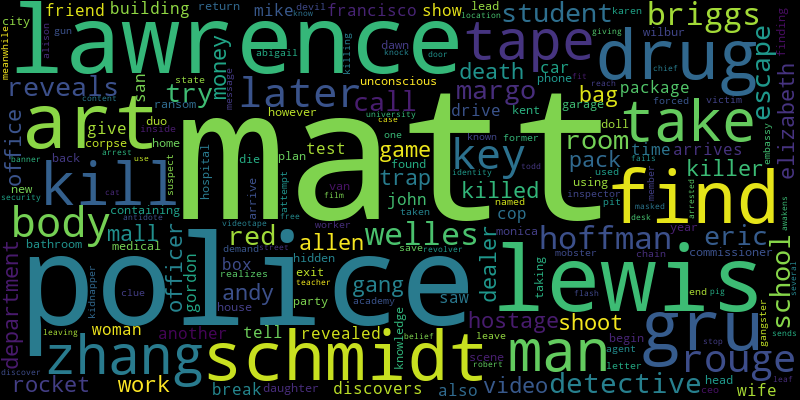 friend building mike return francisco show lead student briggs
city know devil location karen
lawrence tape drug
meanwhile gun alison killing dawn knock door giving wilbur finding
reveals money san abigail death car phone fit reach chief escape
try ransom message state later call unconscious margo bag package
art matt take
office give duo however drive kent garage forced victim embassy elizabeth
corpse home inside test game key room doll time arrives
banner back hospital die plan found university case one known former used
content arrest use suspect trap killed pack using killer
kill john cop identity todd fails member find
new antidote arrive attempt van film taken named inspector pit masked arrested awakens
security cat containing videotape free worker monica desk year
body mall officer red allen welles dealer hoffman eric school
bathroom medical box hidden demand street save revolver mobster chain commissioner
department gordon realizes exit teacher gang saw taking lewis
police
kidnapper clue andy house party academy knowledge hostage flash end pig gangster several
woman another tell revealed belief leave shoot begin gru sends
zhang schmidt scene man agent stop rouge
leaving daughter robert letter ceo leaf
discover rocket work break discovers also video detective head wife